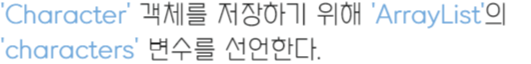 'Character' 객체를 저장하기 위해 'ArrayList'의
'characters' 변수를 선언한다.